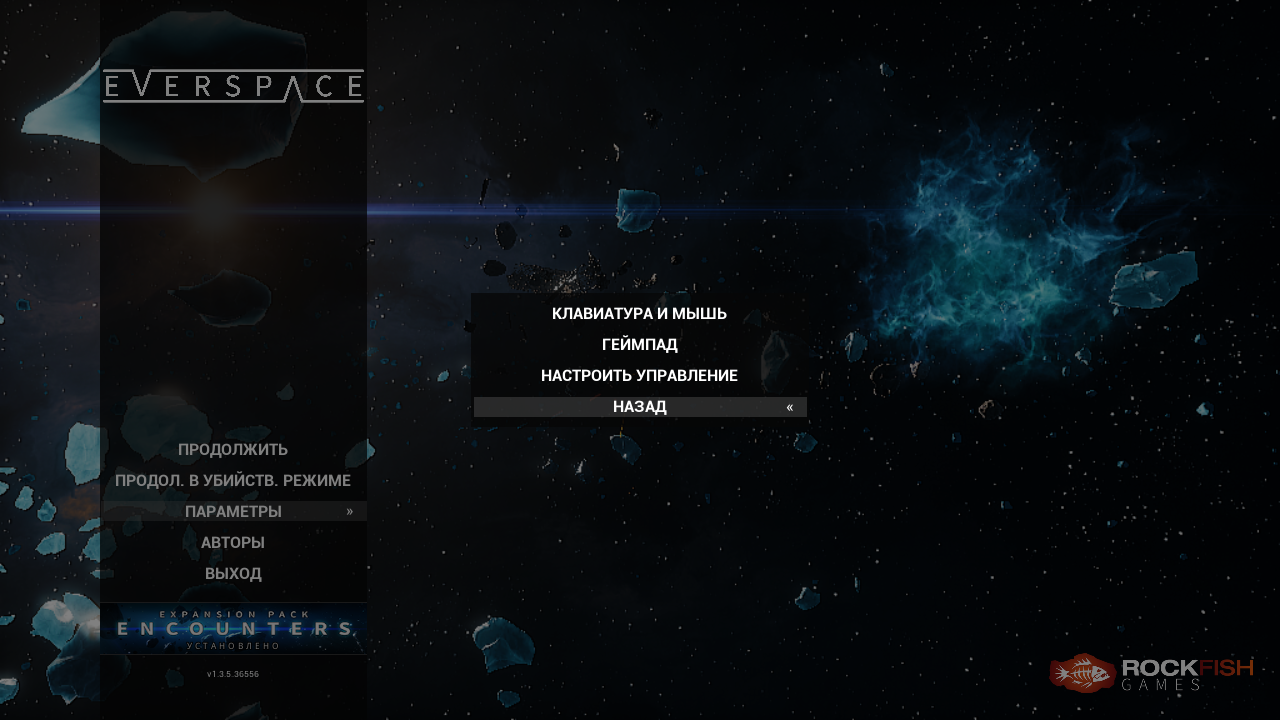 EVERSPACE
КЛАВИАТУРА И МЫШЬ
ГЕЙМПАД
НАСТРОИТЬ УПРАВЛЕНИЕ
НАЗАД «
ПРОДОЛЖИТЬ
ПРОДОЛ. В УБИЙСТВ. РЕЖИМЕ
ПАРАМЕТРЫ »
АВТОРЫ
ВЫХОД
EXPANSION PACK
ENCOUNTERS
УСТАНОВЛЕНО
v1.3.5.36556
ROCKFISH
GAMES